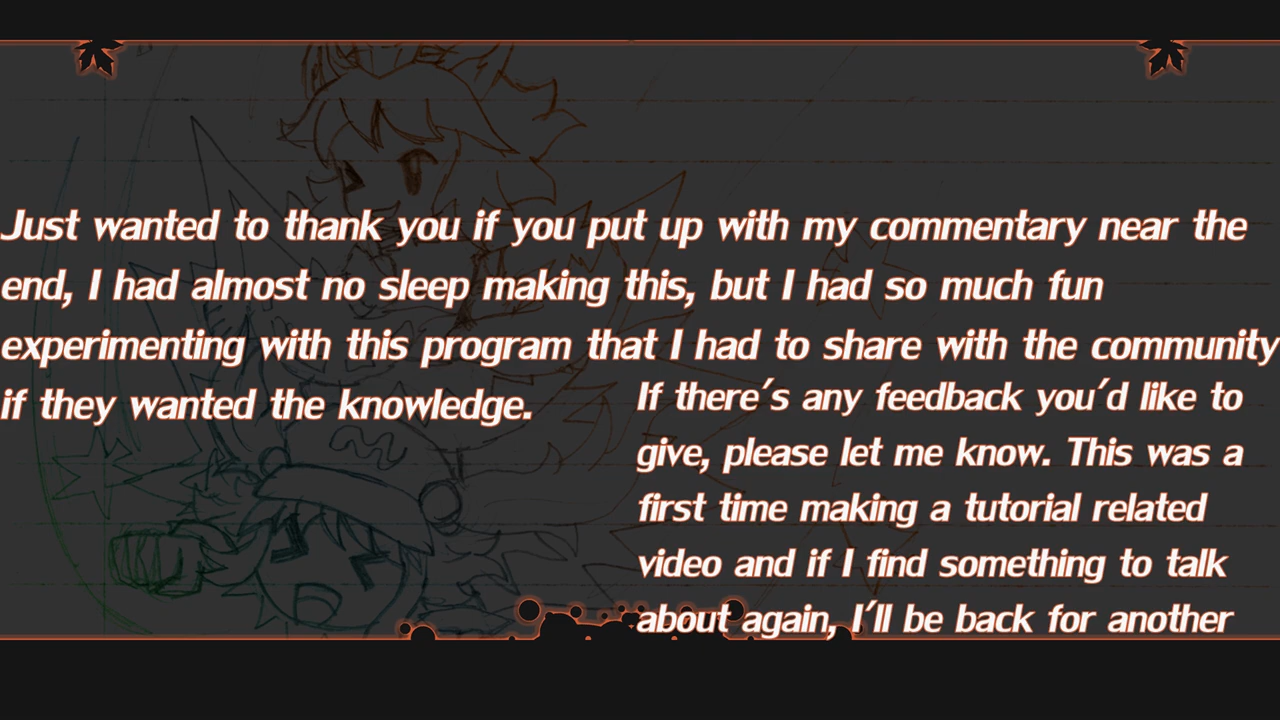 Just wanted to thank you if you put up with my commentary near the
end, I had almost no sleep making this, but I had so much fun
experimenting with this program that I had to share with the community
if they wanted the knowledge.
If there's any feedback you'd like to
give, please let me know. This was a
first time making a tutorial related
video and if I find something to talk
about again, I'll be back for another